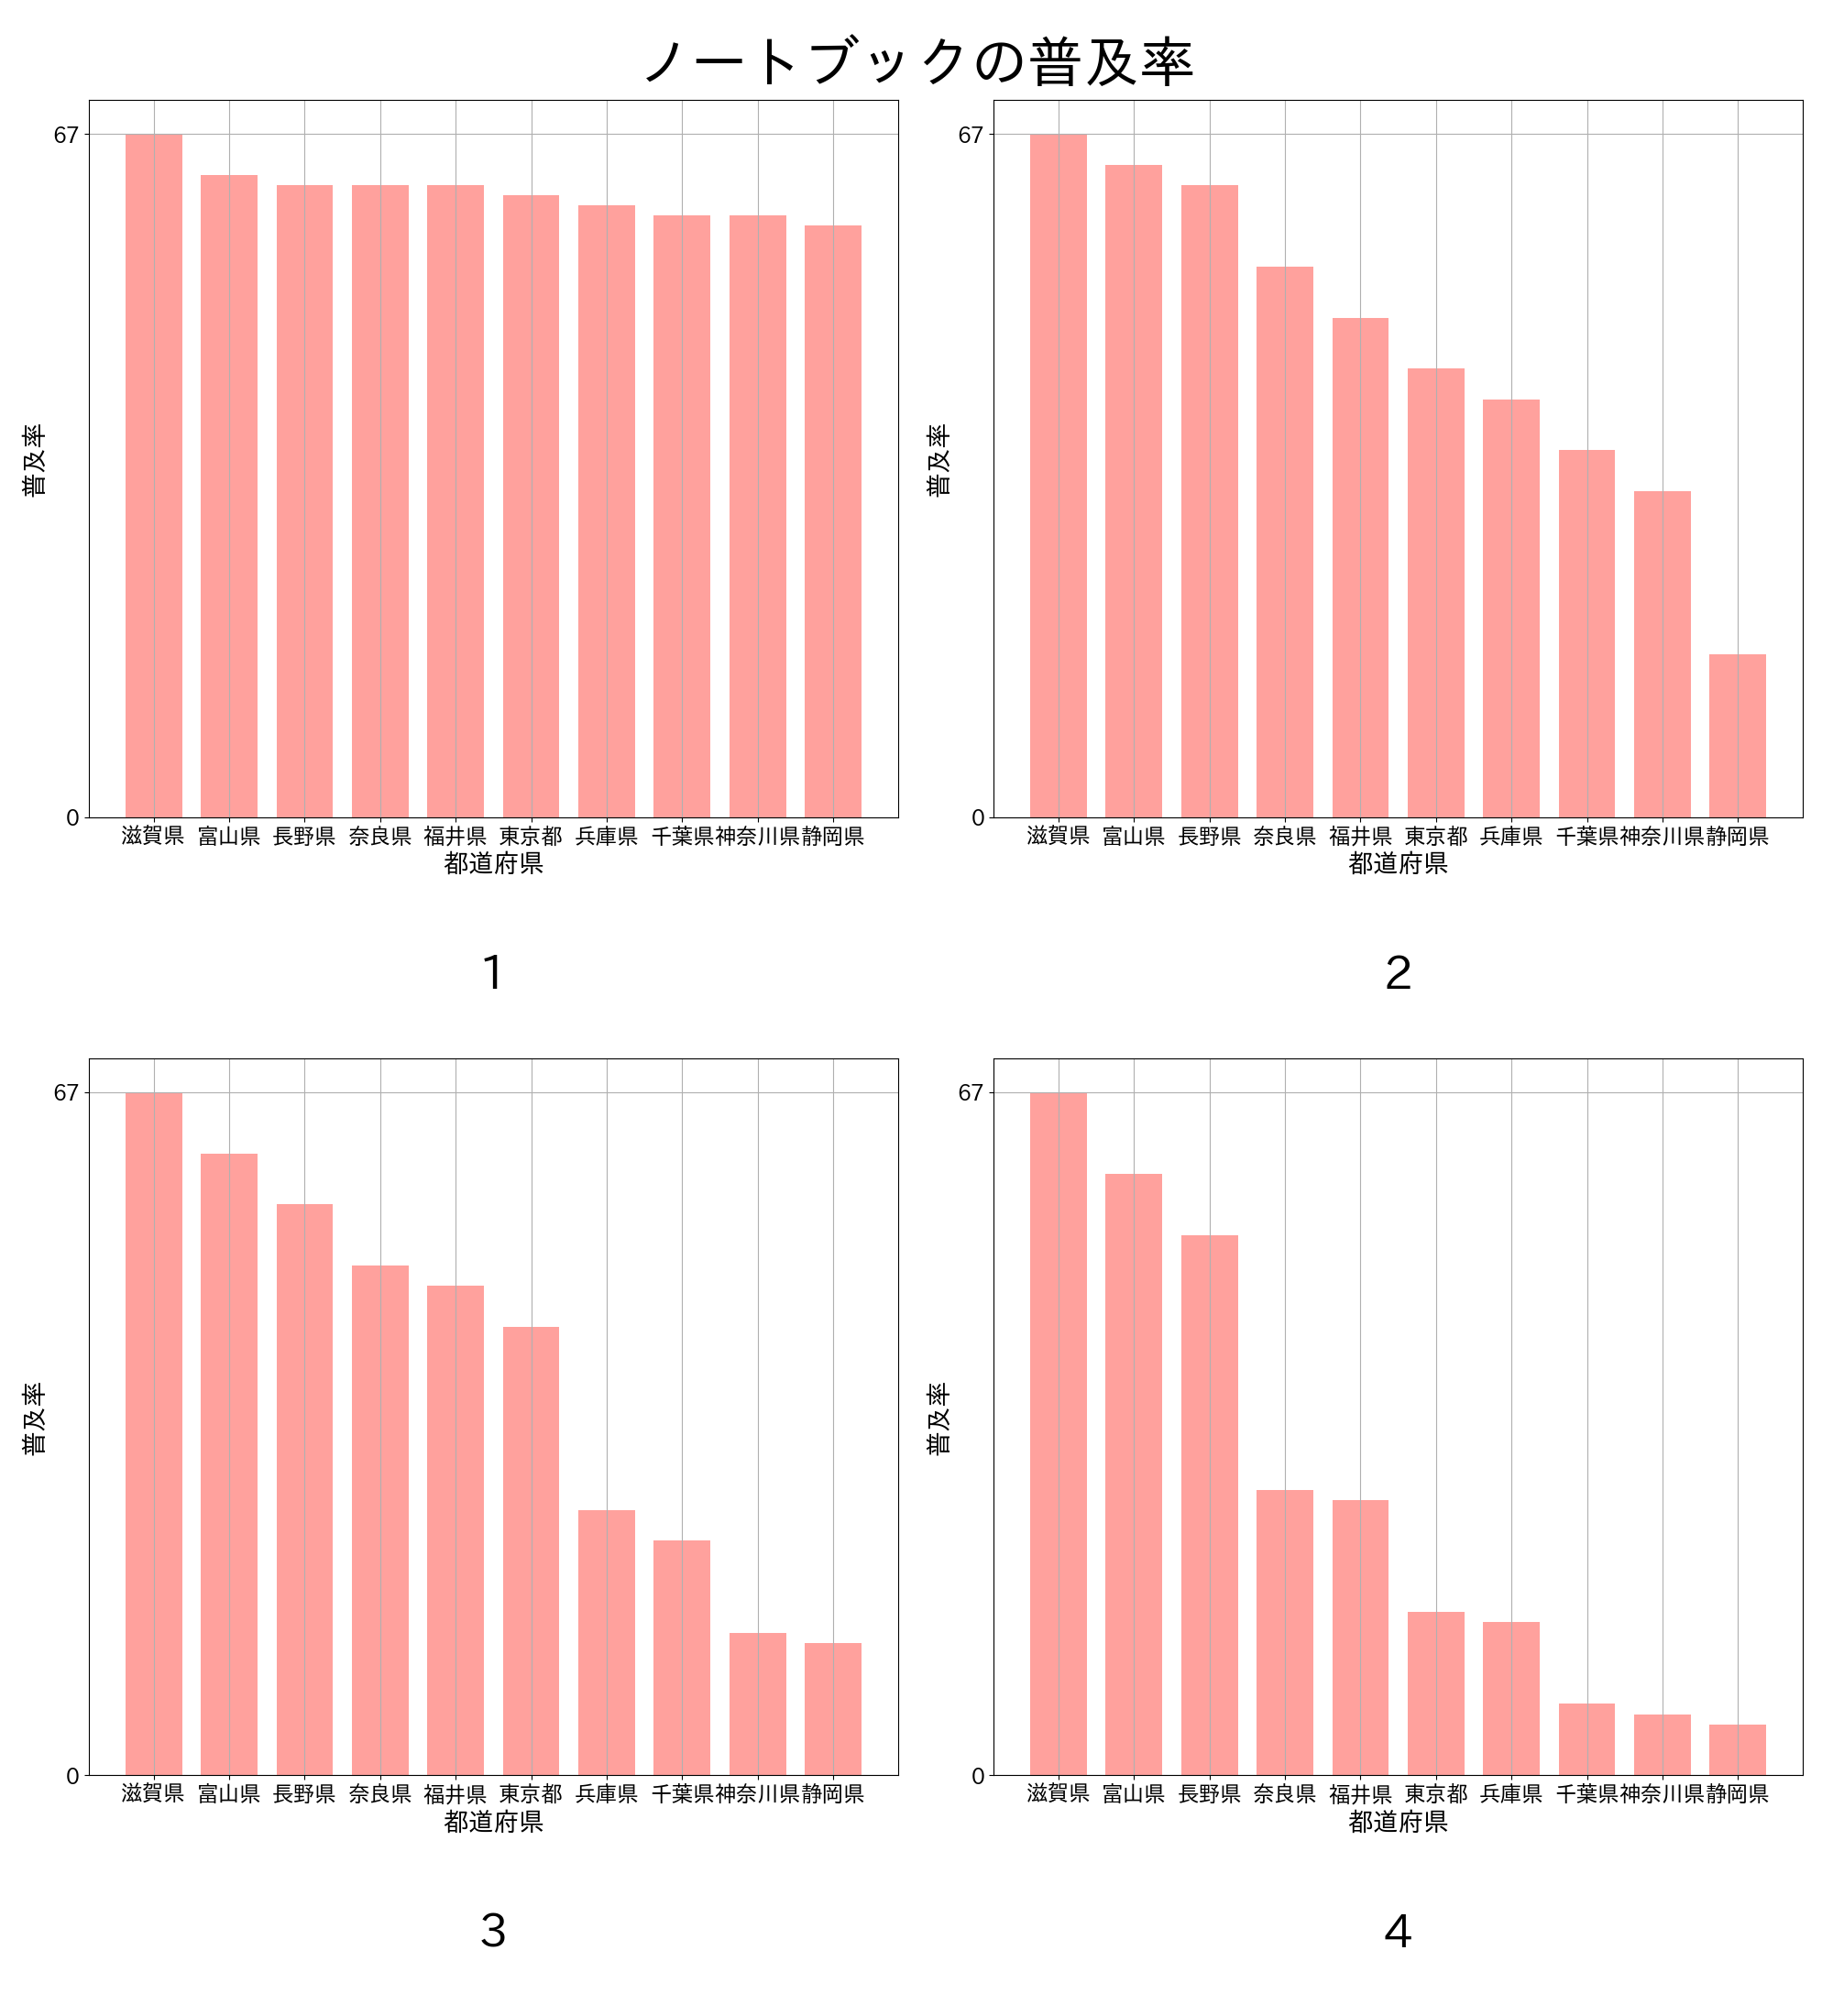 ノートブックの普及率
67
0
普及率
滋賀県 富山県 長野県 奈良県 福井県 東京都 兵庫県 千葉県 神奈川県 静岡県
都道府県
1
67
0
普及率
滋賀県 富山県 長野県 奈良県 福井県 東京都 兵庫県 千葉県 神奈川県 静岡県
都道府県
2
67
0
普及率
滋賀県 富山県 長野県 奈良県 福井県 東京都 兵庫県 千葉県 神奈川県 静岡県
都道府県
3
67
0
普及率
滋賀県 富山県 長野県 奈良県 福井県 東京都 兵庫県 千葉県 神奈川県 静岡県
都道府県
4